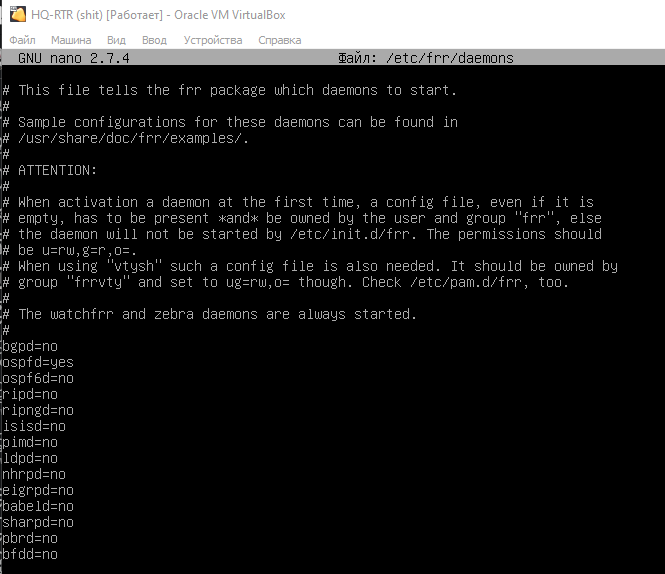 HQ-RTR (shit) [Работает] - Oracle VM VirtualBox
Файл Машина Вид Ввод Устройства Справка
GNU nano 2.7.4 Файл: /etc/frr/daemons
# This file tells the frr package which daemons to start.
#
# Sample configurations for these daemons can be found in
# /usr/share/doc/frr/examples/.
#
# ATTENTION:
#
# When activation a daemon at the first time, a config file, even if it is
# empty, has to be present *and* be owned by the user and group "frr", else
# the daemon will not be started by /etc/init.d/frr. The permissions should
# be u=rw,g=r,o=.
# When using "vtysh" such a config file is also needed. It should be owned by
# group "frrvty" and set to ug=rw,o= though. Check /etc/pam.d/frr, too.
#
# The watchfrr and zebra daemons are always started.
#
bgpd=no
ospfd=yes
ospf6d=no
ripd=no
ripngd=no
isisd=no
pimd=no
ldpd=no
nhrpd=no
eigrpd=no
babeld=no
sharpd=no
pbrd=no
bfdd=no